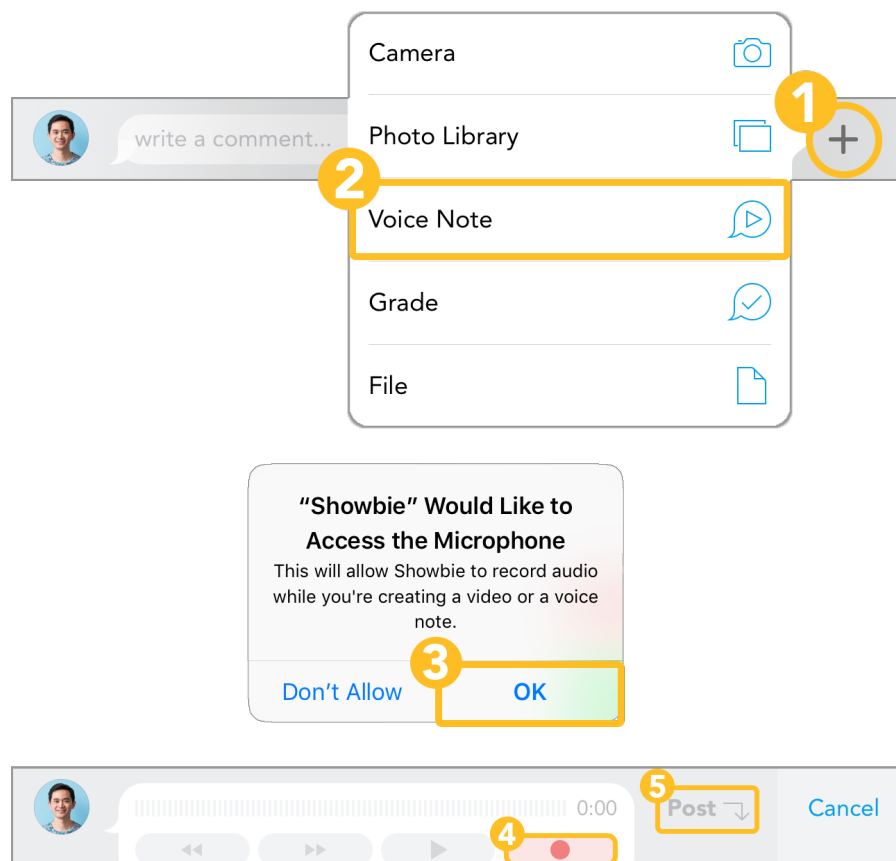 Camera
1
write a comment...
Photo Library
2
Voice Note
Grade
File
“Showbie” Would Like to
Access the Microphone
This will allow Showbie to record audio
while you're creating a video or a voice
note.
3
Don’t Allow
OK
0:00
5
Post
Cancel
4